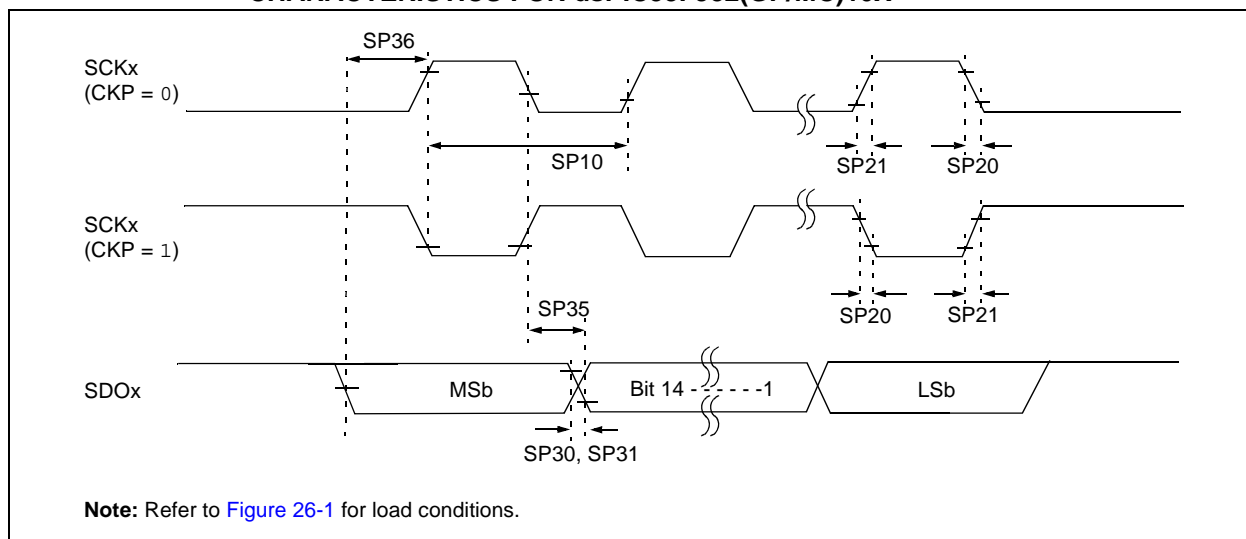 SP36
SCKx
(CKP = 0)
SP10
SP21
SP20
SCKx
(CKP = 1)
SP35
SP20
SP21
SDOx
MSb
Bit 14 - - - - - -1
LSb
SP30, SP31
Note: Refer to Figure 26-1 for load conditions.